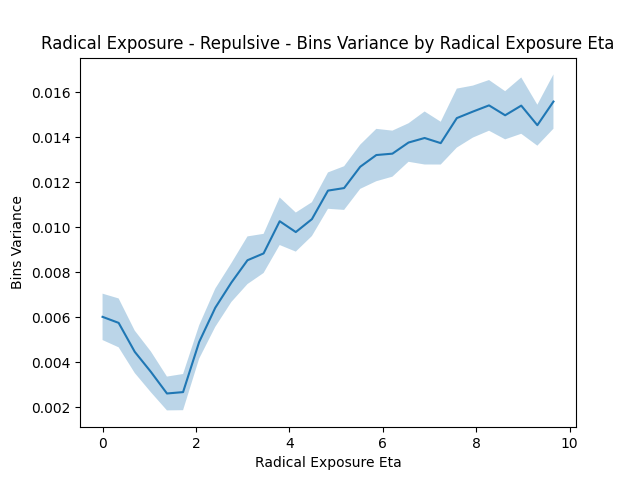 Radical Exposure - Repulsive - Bins Variance by Radical Exposure Eta
0.016
0.014
0.012
0.010
0.008
0.006
0.004
0.002
Bins Variance
0 2 4 6 8 10
Radical Exposure Eta